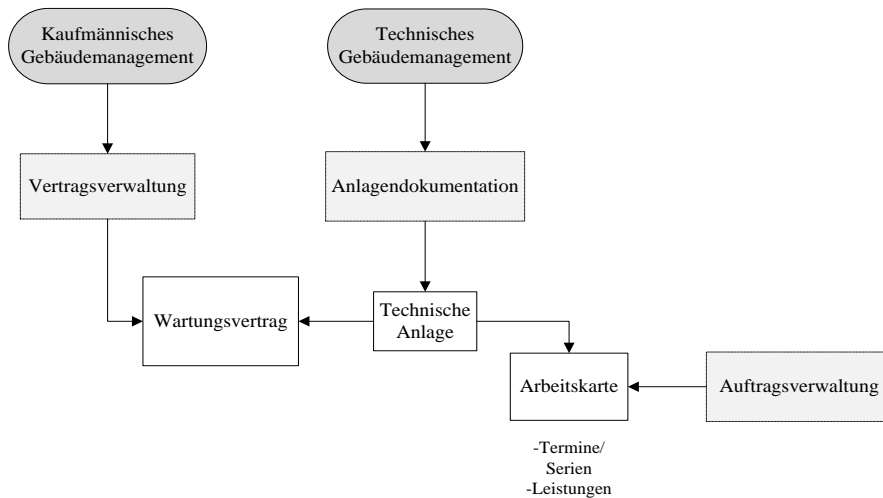 Kaufmännisches
Gebäudemanagement
Technisches
Gebäudemanagement
Vertragsverwaltung
Anlagendokumentation
Wartungsvertrag
Technische
Anlage
Arbeitskarte
Auftragsverwaltung
-Termine/
Serien
-Leistungen